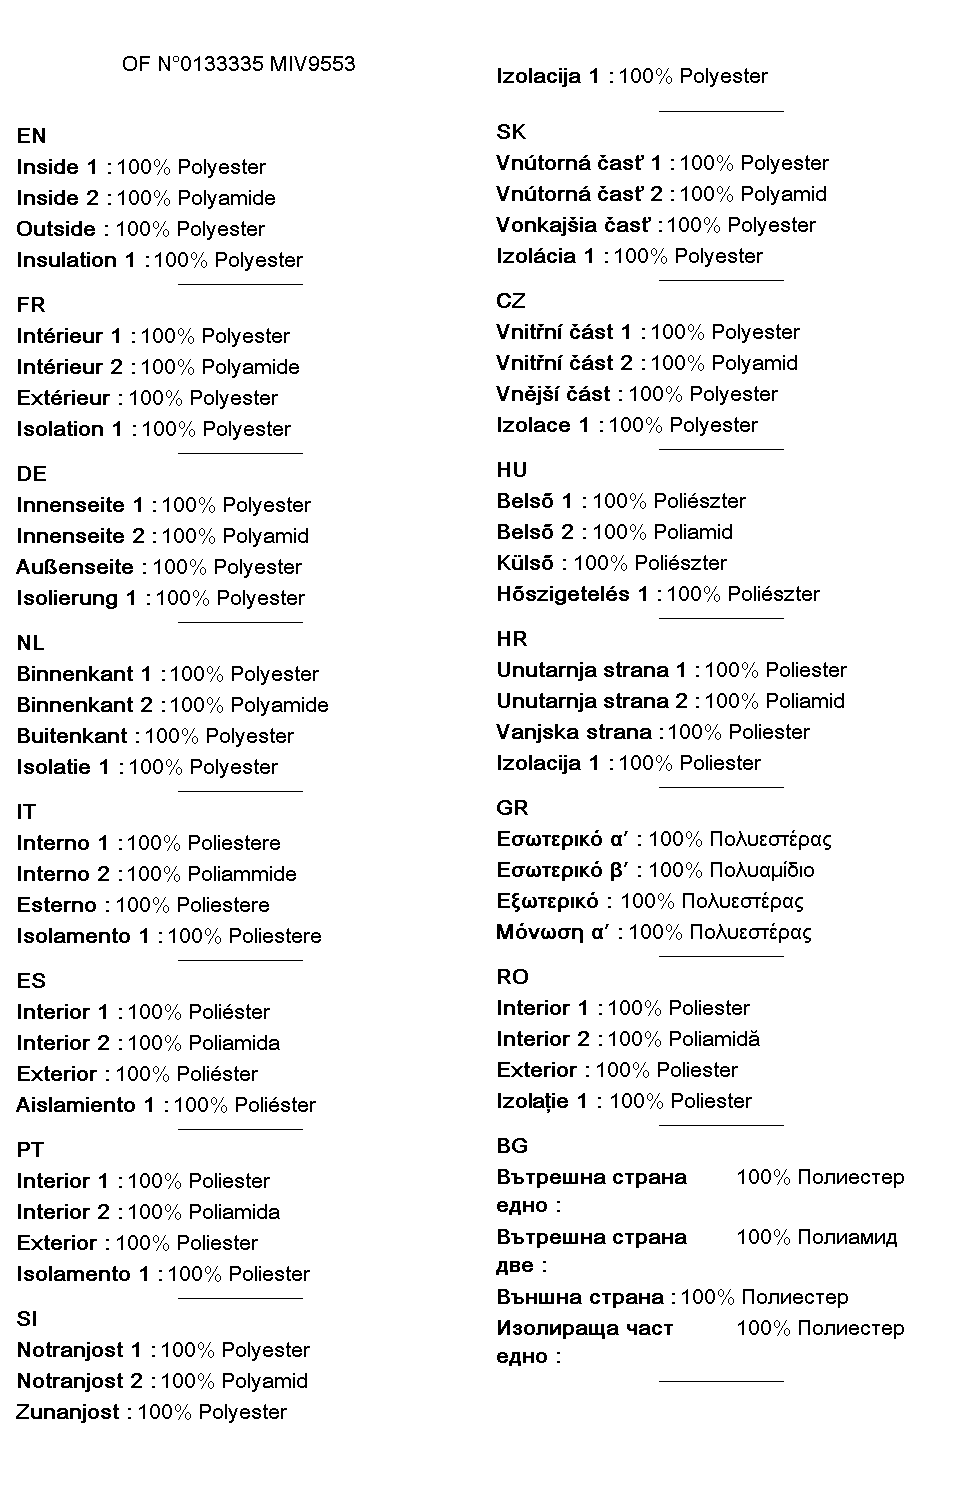 OF N°0133335 MIV9553
EN
Inside 1 : 100% Polyester
Inside 2 : 100% Polyamide
Outside : 100% Polyester
Insulation 1 : 100% Polyester
FR
Intérieur 1 : 100% Polyester
Intérieur 2 : 100% Polyamide
Extérieur : 100% Polyester
Isolation 1 : 100% Polyester
DE
Innenseite 1 : 100% Polyester
Innenseite 2 : 100% Polyamid
Außenseite : 100% Polyester
Isolierung 1 : 100% Polyester
NL
Binnenkant 1 : 100% Polyester
Binnenkant 2 : 100% Polyamide
Buitenkant : 100% Polyester
Isolatie 1 : 100% Polyester
IT
Interno 1 : 100% Poliestere
Interno 2 : 100% Poliammide
Esterno : 100% Poliestere
Isolamento 1 : 100% Poliestere
ES
Interior 1 : 100% Poliéster
Interior 2 : 100% Poliamida
Exterior : 100% Poliéster
Aislamiento 1 : 100% Poliéster
PT
Interior 1 : 100% Poliester
Interior 2 : 100% Poliamida
Exterior : 100% Poliester
Isolamento 1 : 100% Poliester
SI
Notranjost 1 : 100% Polyester
Notranjost 2 : 100% Polyamid
Zunanjost : 100% Polyester
Izolacija 1 : 100% Polyester
SK
Vnútorná časť 1 : 100% Polyester
Vnútorná časť 2 : 100% Polyamid
Vonkajšia časť : 100% Polyester
Izolácia 1 : 100% Polyester
CZ
Vnitřní část 1 : 100% Polyester
Vnitřní část 2 : 100% Polyamid
Vnější část : 100% Polyester
Izolace 1 : 100% Polyester
HU
Belsõ 1 : 100% Poliészter
Belsõ 2 : 100% Poliamid
Külsõ : 100% Poliészter
Hőszigetelés 1 : 100% Poliészter
HR
Unutarnja strana 1 : 100% Poliester
Unutarnja strana 2 : 100% Poliamid
Vanjska strana : 100% Poliester
Izolacija 1 : 100% Poliester
GR
Εσωτερικό α’ : 100% Πολυεστέρας
Εσωτερικό β’ : 100% Πολυαμίδιο
Εξωτερικό : 100% Πολυεστέρας
Μόνωση α’ : 100% Πολυεστέρας
RO
Interior 1 : 100% Poliester
Interior 2 : 100% Poliamidă
Exterior : 100% Poliester
Izolație 1 : 100% Poliester
BG
Вътрешна страна 100% Полиестер
едно :
Вътрешна страна 100% Полиамид
две :
Външна страна : 100% Полиестер
Изолираща част 100% Полиестер
едно :